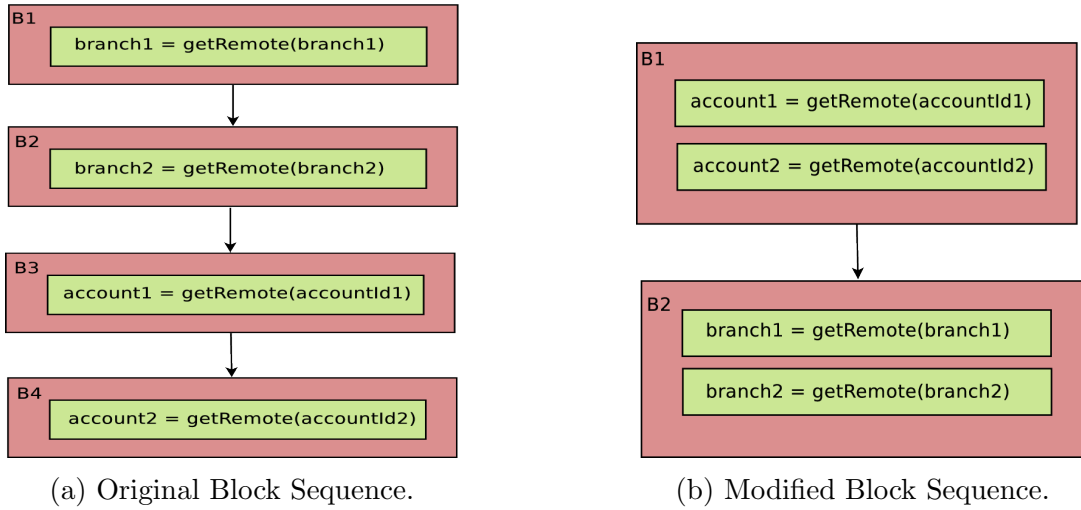 B1
branch1 = getRemote(branch1)
B2
branch2 = getRemote(branch2)
B3
account1 = getRemote(accountId1)
B4
account2 = getRemote(accountId2)
(a) Original Block Sequence.
B1
account1 = getRemote(accountId1)
account2 = getRemote(accountId2)
B2
branch1 = getRemote(branch1)
branch2 = getRemote(branch2)
(b) Modified Block Sequence.